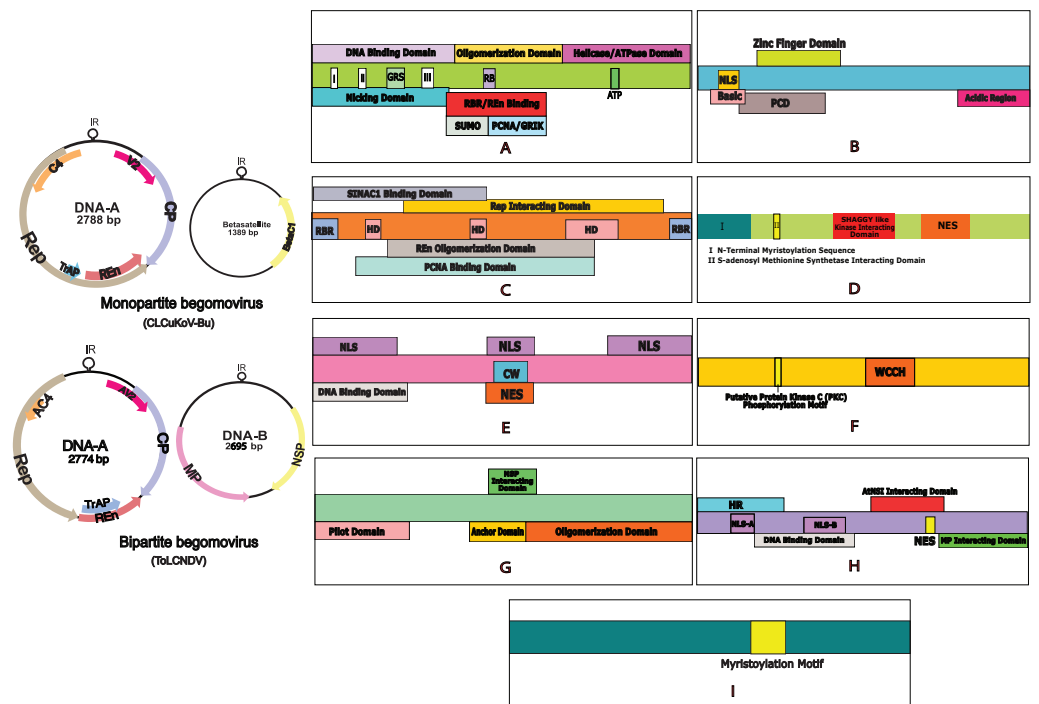 IR
C4
V2
DNA-A
2788 bp
CP
Rep
TrAP
REn
IR
Betasatellite
1389 bp
BetaC1
Monopartite begomovirus
(CLCuKoV-Bu)
IR
AC4
AV2
DNA-A
2774 bp
CP
Rep
TrAP
REn
IR
DNA-B
2695 bp
MP
NSP
Bipartite begomovirus
(ToLCNDV)
DNA Binding Domain
Oligomerization Domain
Helicase/ATPase Domain
I
II
GRS
III
RB
ATP
Nicking Domain
RBR/REn Binding
SUMO
PCNA/GRIK
A
Zinc Finger Domain
NLS
Basic
PCD
Acidic Region
B
SINAC1 Binding Domain
Rep Interacting Domain
RBR
HD
HD
HD
RBR
REn Oligomerization Domain
PCNA Binding Domain
C
I
II
SHAGGY like
Kinase Interacting
Domain
NES
I N-Terminal Myristoylation Sequence
II S-adenosyl Methionine Synthetase Interacting Domain
D
NLS
NLS
NLS
CW
DNA Binding Domain
NES
E
WCCH
Putative Protein Kinase C (PKC)
Phosphorylation Motif
F
NSP
Interacting
Domain
Pilot Domain
Anchor Domain
Oligomerization Domain
G
AtNSI Interacting Domain
HR
NLS-A
NLS-B
DNA Binding Domain
NES
MP Interacting Domain
H
Myristoylation Motif
I